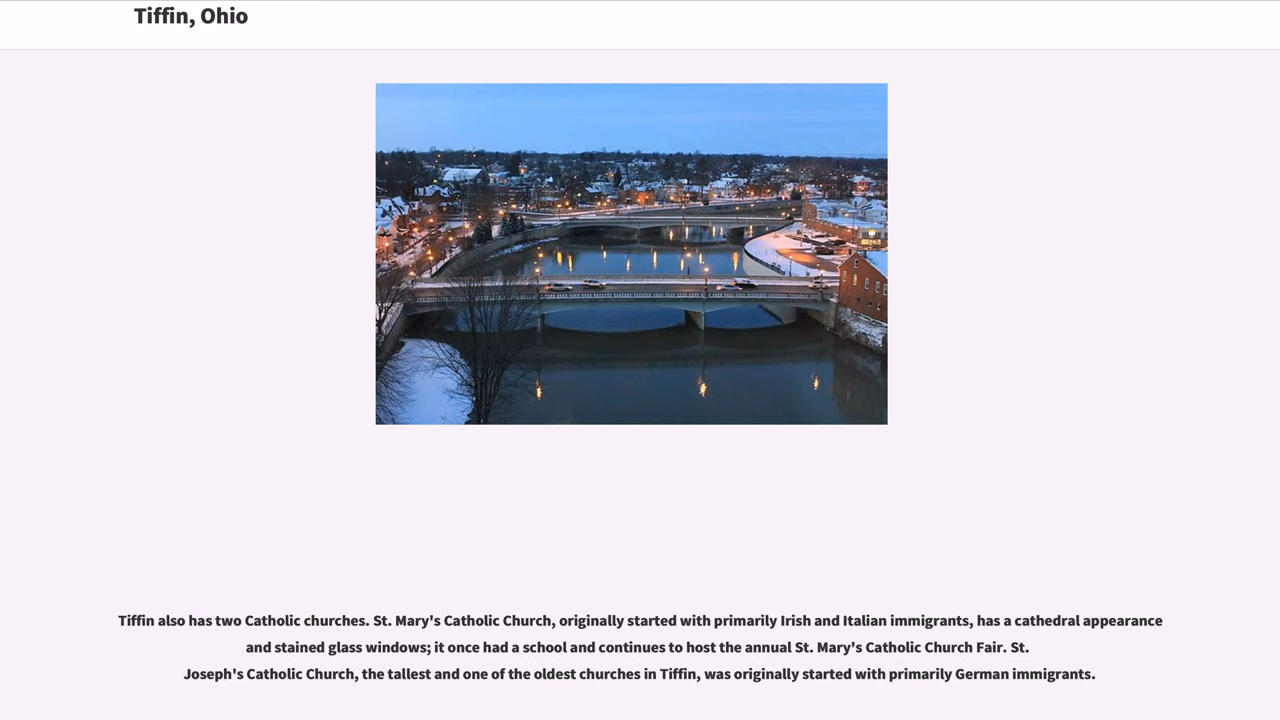 Tiffin, Ohio
Tiffin also has two Catholic churches. St. Mary's Catholic Church, originally started with primarily Irish and Italian immigrants, has a cathedral appearance
and stained glass windows; it once had a school and continues to host the annual St. Mary's Catholic Church Fair. St.
Joseph's Catholic Church, the tallest and one of the oldest churches in Tiffin, was originally started with primarily German immigrants.